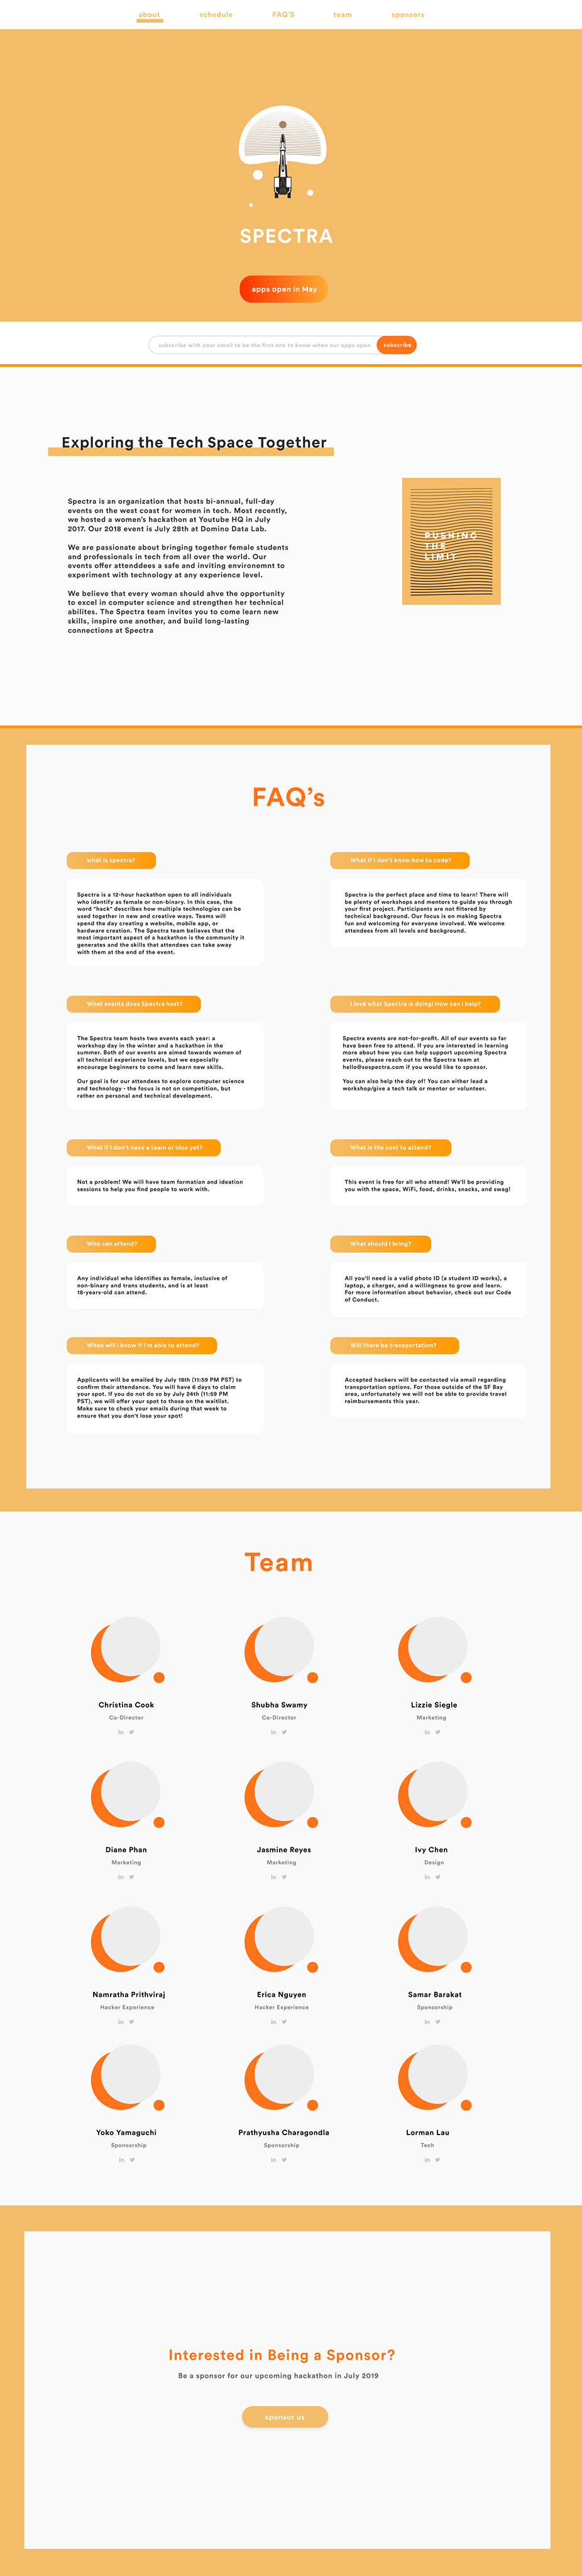 about schedule FAQ'S team sponsors
SPECTRA
apps open in May
subscribe with your email to be the first one to know when our apps open
subscribe
Exploring the Tech Space Together
Spectra is an organization that hosts bi-annual, full-day
events on the west coast for women in tech. Most recently,
we hosted a women's hackathon at Youtube HQ in July
2017. Our 2018 event is July 28th at Domino Data Lab.
We are passionate about bringing together female students
and professionals in tech from all over the world. Our
events offer attenddees a safe and inviting environemnt to
experiment with technology at any experience level.
We believe that every woman should ahve the opportunity
to excel in computer science and strengthen her technical
abilites. The Spectra team invites you to come learn new
skills, inspire one another, and build long-lasting
connections at Spectra
PUSHING
THE
LIMIT
FAQ's
what is spectra?
Spectra is a 12-hour hackathon open to all individuals
who identify as female or non-binary. In this case, the
word "hack" describes how multiple technologies can be
used together in new and creative ways. Teams will
spend the day creating a website, mobile app, or
hardware creation. The Spectra team believes that the
most important aspect of a hackathon is the community it
generates and the skills that attendees can take away
with them at the end of the event.
What if I don't know how to code?
Spectra is the perfect place and time to learn! There will
be plenty of workshops and mentors to guide you through
your first project. Participants are not filtered by
technical background. Our focus is on making Spectra
fun and welcoming for everyone involved. We welcome
attendees from all levels and background.
What events does Spectra host?
The Spectra team hosts two events each year: a
workshop day in the winter and a hackathon in the
summer. Both of our events are aimed towards women of
all technical experience levels, but we especially
encourage beginners to come and learn new skills.
Our goal is for our attendees to explore computer science
and technology - the focus is not on competition, but
rather on personal and technical development.
I love what Spectra is doing! How can I help?
Spectra events are not-for-profit. All of our events so far
have been free to attend. If you are interested in learning
more about how you can help support upcoming Spectra
events, please reach out to the Spectra team at
hello@sospectra.com if you would like to sponsor.
You can also help the day of! You can either lead a
workshop/give a tech talk or mentor or volunteer.
What if I don't have a team or idea yet?
Not a problem! We will have team formation and ideation
sessions to help you find people to work with.
What is the cost to attend?
This event is free for all who attend! We'll be providing
you with the space, WiFi, food, drinks, snacks, and swag!
Who can attend?
Any individual who identifies as female, inclusive of
non-binary and trans students, and is at least
18-years-old can attend.
What should I bring?
All you'll need is a valid photo ID (a student ID works), a
laptop, a charger, and a willingness to grow and learn.
For more information about behavior, check out our Code
of Conduct.
When will I know if I'm able to attend?
Applicants will be emailed by July 18th (11:59 PM PST) to
confirm their attendance. You will have 6 days to claim
your spot. If you do not do so by July 24th (11:59 PM
PST), we will offer your spot to those on the waitlist.
Make sure to check your emails during that week to
ensure that you don't lose your spot!
Will there be transportation?
Accepted hackers will be contacted via email regarding
transportation options. For those outside of the SF Bay
area, unfortunately we will not be able to provide travel
reimbursements this year.
Team
Christina Cook
Co-Director
in
Shubha Swamy
Co-Director
in
Lizzie Siegle
Marketing
in
Diane Phan
Marketing
in
Jasmine Reyes
Marketing
in
Ivy Chen
Design
in
Namratha Prithviraj
Hacker Experience
in
Erica Nguyen
Hacker Experience
in
Samar Barakat
Sponsorship
in
Yoko Yamaguchi
Sponsorship
in
Prathyusha Charagondla
Sponsorship
in
Lorman Lau
Tech
in
Interested in Being a Sponsor?
Be a sponsor for our upcoming hackathon in July 2019
sponsor us